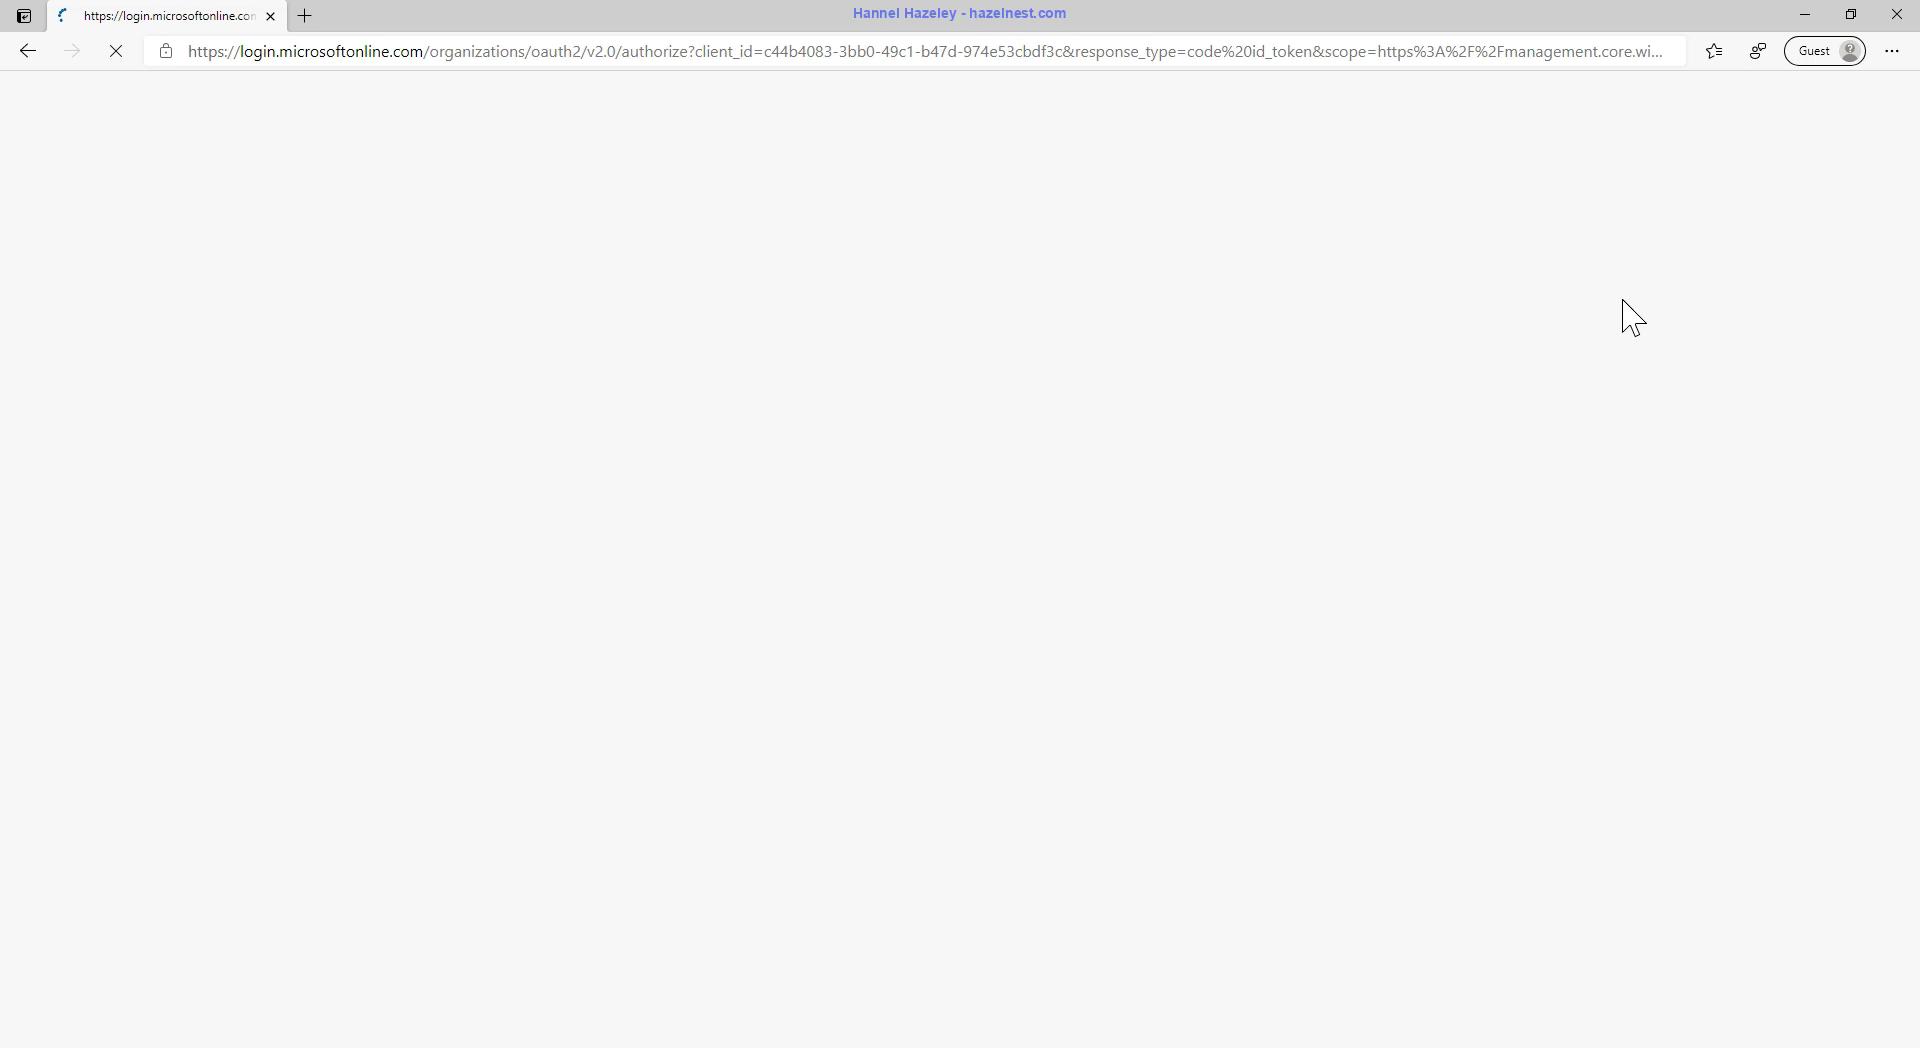 https://login.microsoftonline.con
Hannel Hazeley - hazelnest.com
https://login.microsoftonline.com/organizations/oauth2/v2.0/authorize?client_id=c44b4083-3bb0-49c1-b47d-974e53cbdf3c&response_type=code%20id_token&scope=https%3A%2F%2Fmanagement.core.wi...
Guest